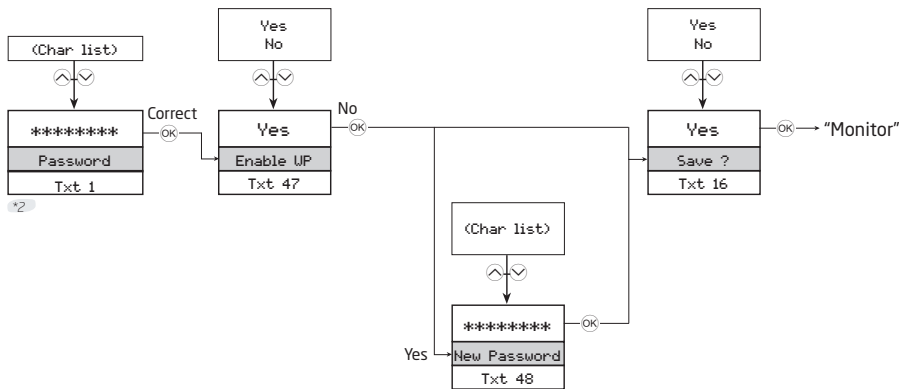 (Char list)
********
Password
Txt 1
*2
Correct
OK
Yes
No
Yes
Enable WP
Txt 47
No
OK
Yes
(Char list)
********
New Password
Txt 48
OK
Yes
No
Yes
Save ?
Txt 16
OK
"Monitor"